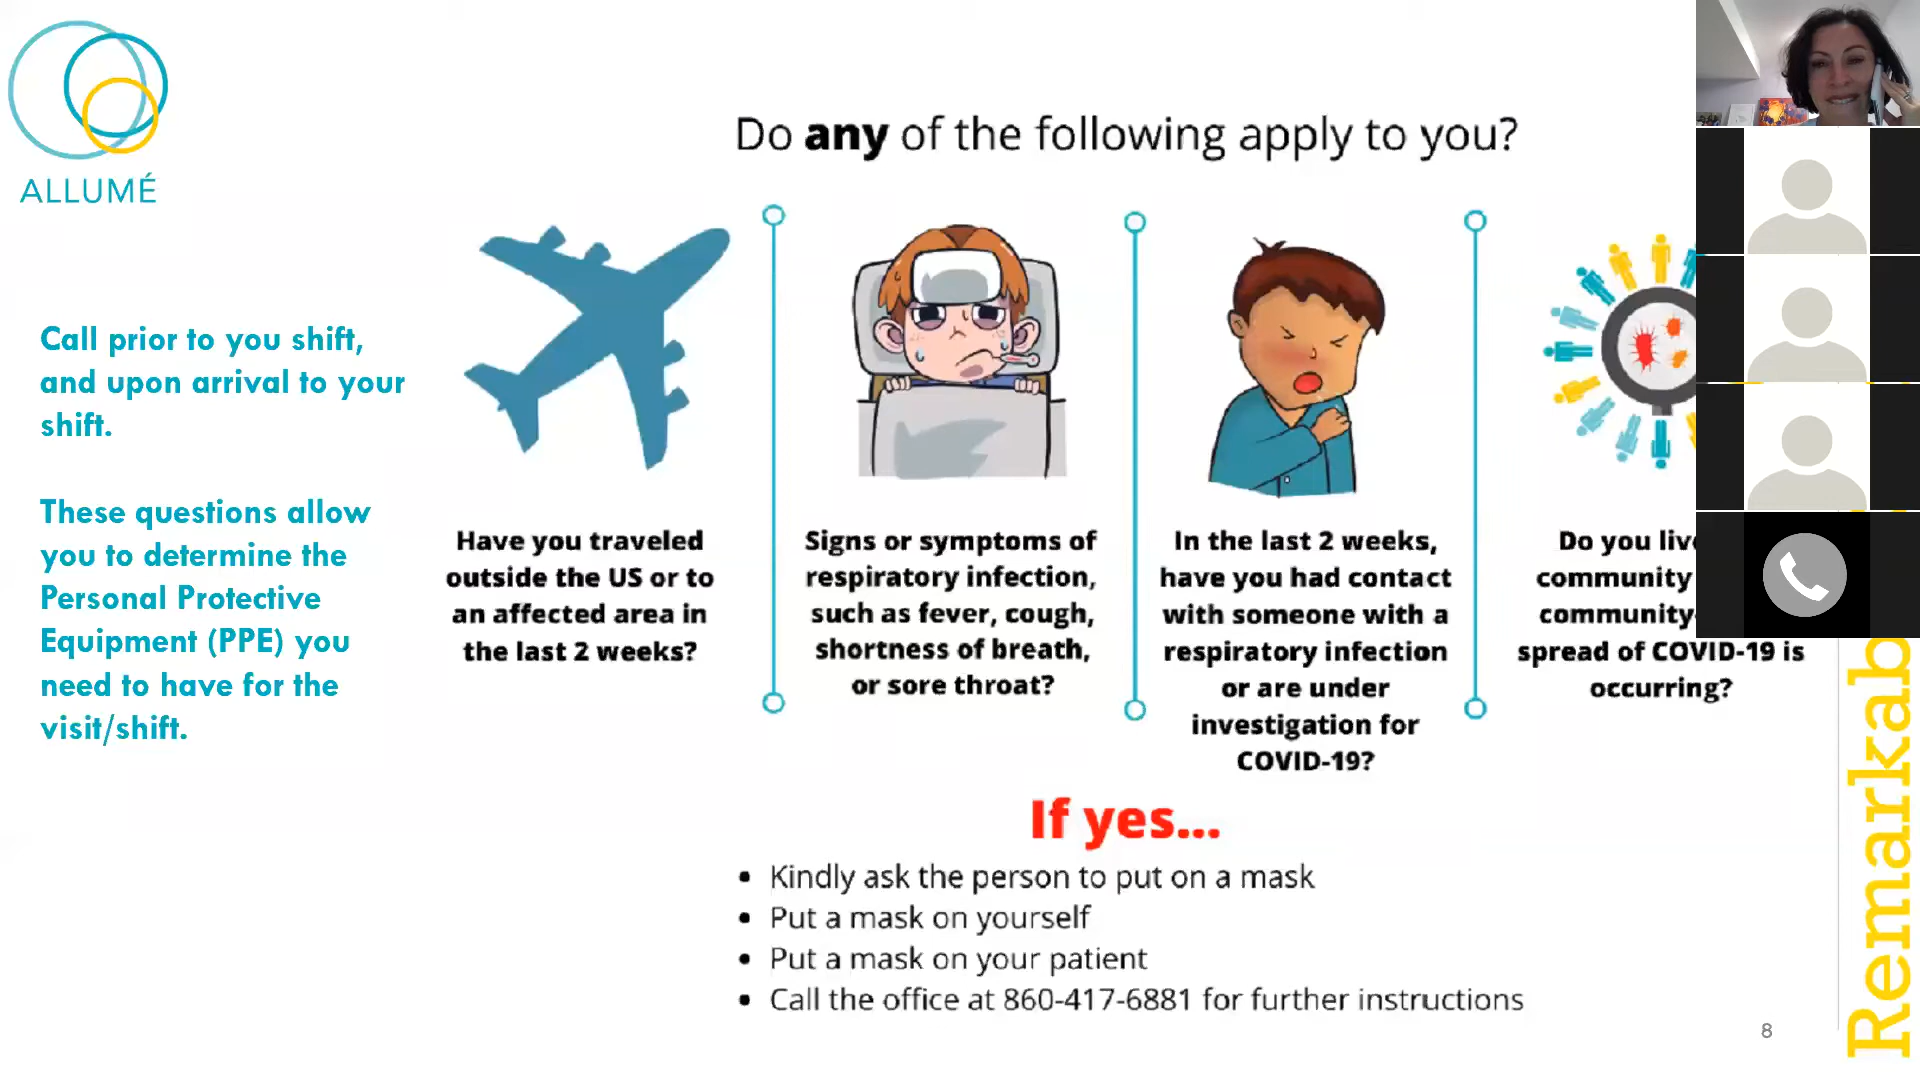 ALLUMÉ
Do any of the following apply to you?
Call prior to you shift,
and upon arrival to your
shift.
These questions allow
you to determine the
Personal Protective
Equipment (PPE) you
need to have for the
visit/shift.
Have you traveled
outside the US or to
an affected area in
the last 2 weeks?
Signs or symptoms of
respiratory infection,
such as fever, cough,
shortness of breath,
or sore throat?
In the last 2 weeks,
have you had contact
with someone with a
respiratory infection
or are under
investigation for
COVID-19?
Do you
community
community
spread of COVID-19 is
occurring?
If yes...
• Kindly ask the person to put on a mask
• Put a mask on yourself
• Put a mask on your patient
• Call the office at 860-417-6881 for further instructions
8
Remarkab